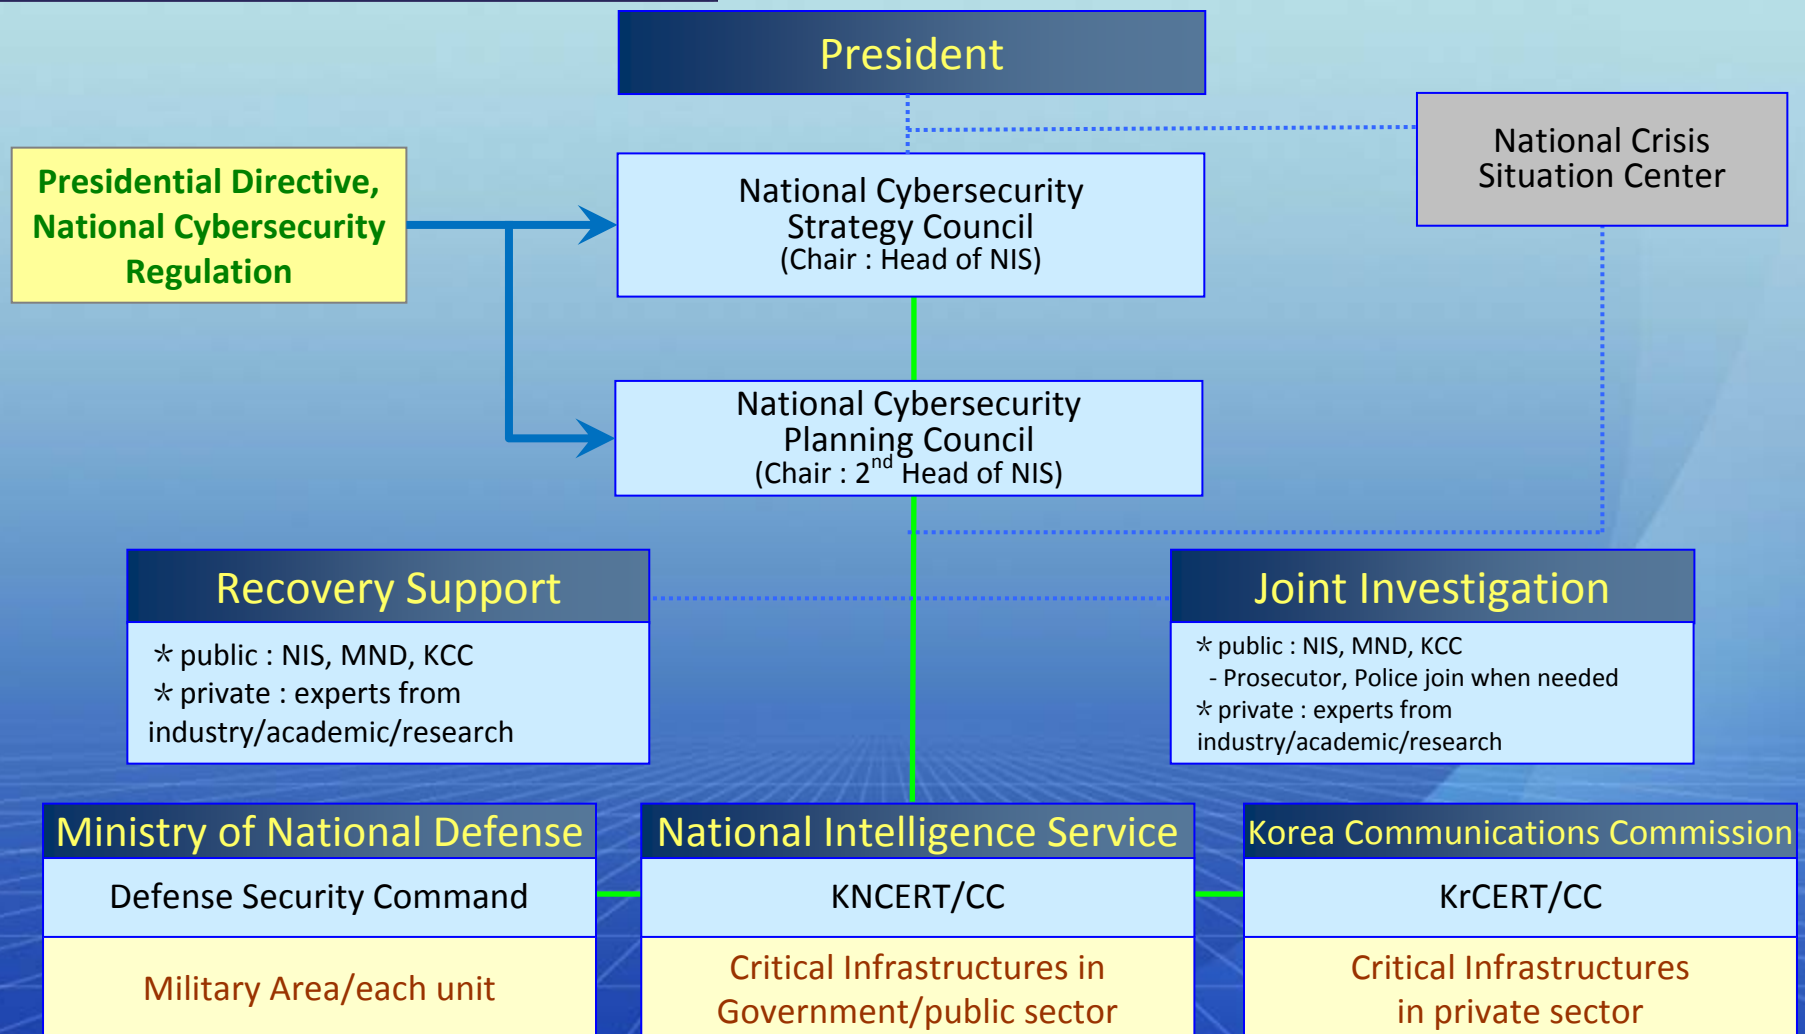 President
National Crisis
Situation Center
Presidential Directive,
National Cybersecurity
Regulation
National Cybersecurity
Strategy Council
(Chair : Head of NIS)
National Cybersecurity
Planning Council
(Chair : 2nd Head of NIS)
Recovery Support
* public : NIS, MND, KCC
* private : experts from
industry/academic/research
Joint Investigation
* public : NIS, MND, KCC
- Prosecutor, Police join when needed
* private : experts from
industry/academic/research
Ministry of National Defense
Defense Security Command
Military Area/each unit
National Intelligence Service
KNCERT/CC
Critical Infrastructures in
Government/public sector
Korea Communications Commission
KrCERT/CC
Critical Infrastructures
in private sector